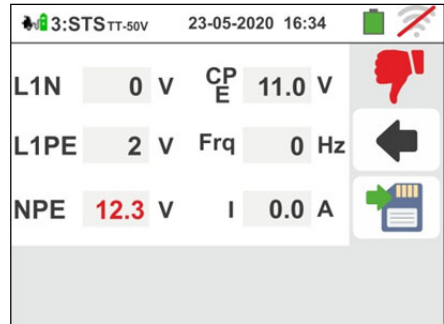 3:STS TT-50V 23-05-2020 16:34
L1N 0 V CPE 11.0 V
L1PE 2 V Frq 0 Hz
NPE 12.3 V I 0.0 A